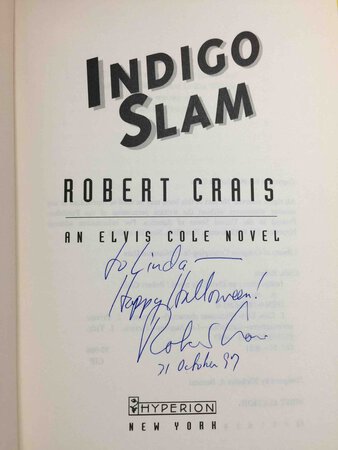 INDIGO
SLAM
ROBERT CRAIS
AN ELVIS COLE NOVEL
to Linda—
Happy Halloween!
Robert Crais
31 October 97
HYPERION
NEW YORK